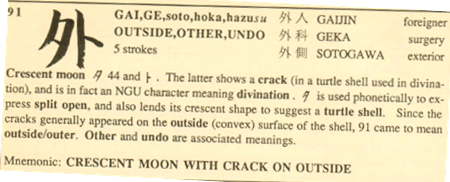 91
外
GAI,GE,soto,hoka,hazusu
OUTSIDE,OTHER,UNDO
5 strokes
外人 GAIJIN foreigner
外科 GEKA surgery
外側 SOTOGAWA exterior
Crescent moon 夕 44 and ト. The latter shows a crack (in a turtle shell used in divina-
tion), and is in fact an NGU character meaning divination. 夕 is used phonetically to ex-
press split open, and also lends its crescent shape to suggest a turtle shell. Since the
cracks generally appeared on the outside (convex) surface of the shell, 91 came to mean
outside/outer. Other and undo are associated meanings.
Mnemonic: CRESCENT MOON WITH CRACK ON OUTSIDE